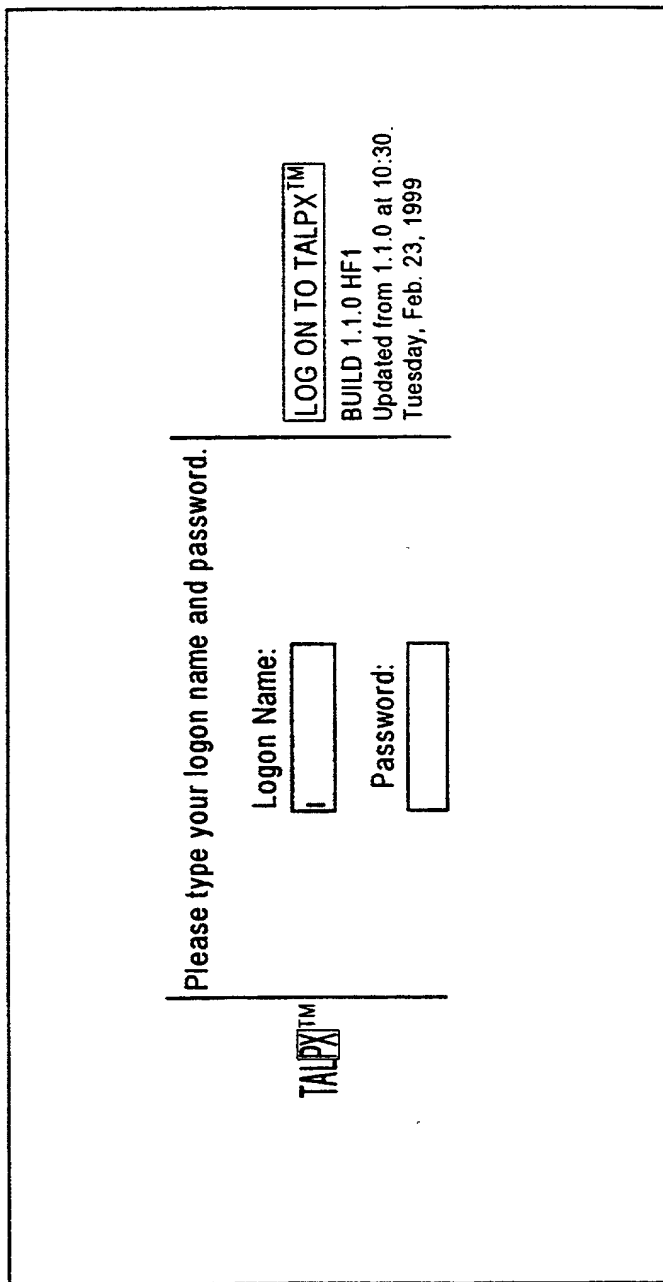 TALPX™
Please type your logon name and password.
Logon Name:
Password:
LOG ON TO TALPX™
BUILD 1.1.0 HF1
Updated from 1.1.0 at 10:30.
Tuesday, Feb. 23, 1999